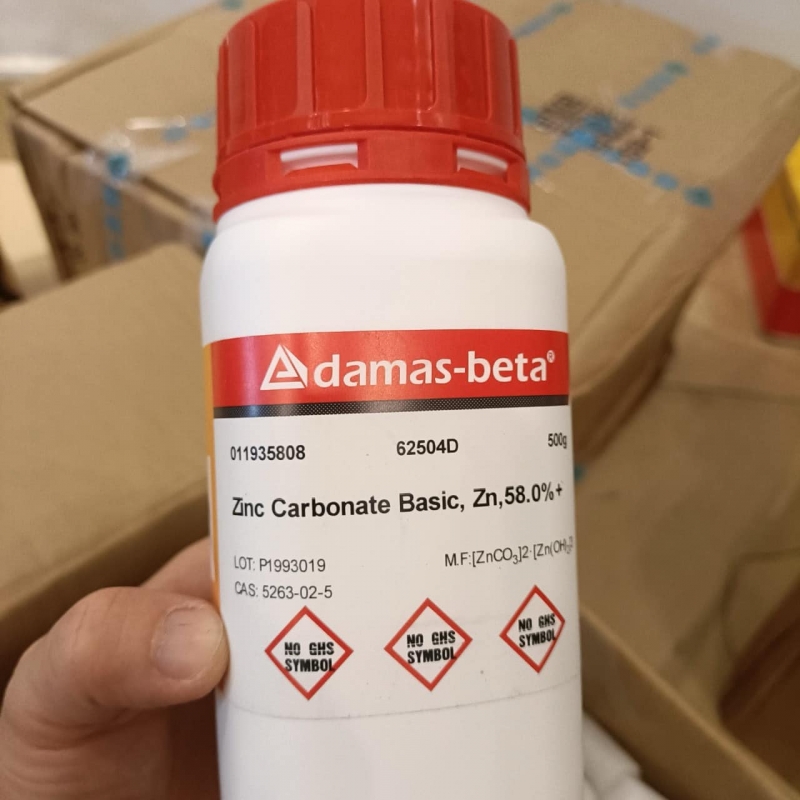 Adamas-beta®
011935808 62504D 500g
Zinc Carbonate Basic, Zn,58.0%+
LOT: P1993019
M.F:[ZnCO3]2·[Zn(OH)2]3
CAS: 5263-02-5
NO GHS SYMBOL
NO GHS SYMBOL
NO GHS SYMBOL